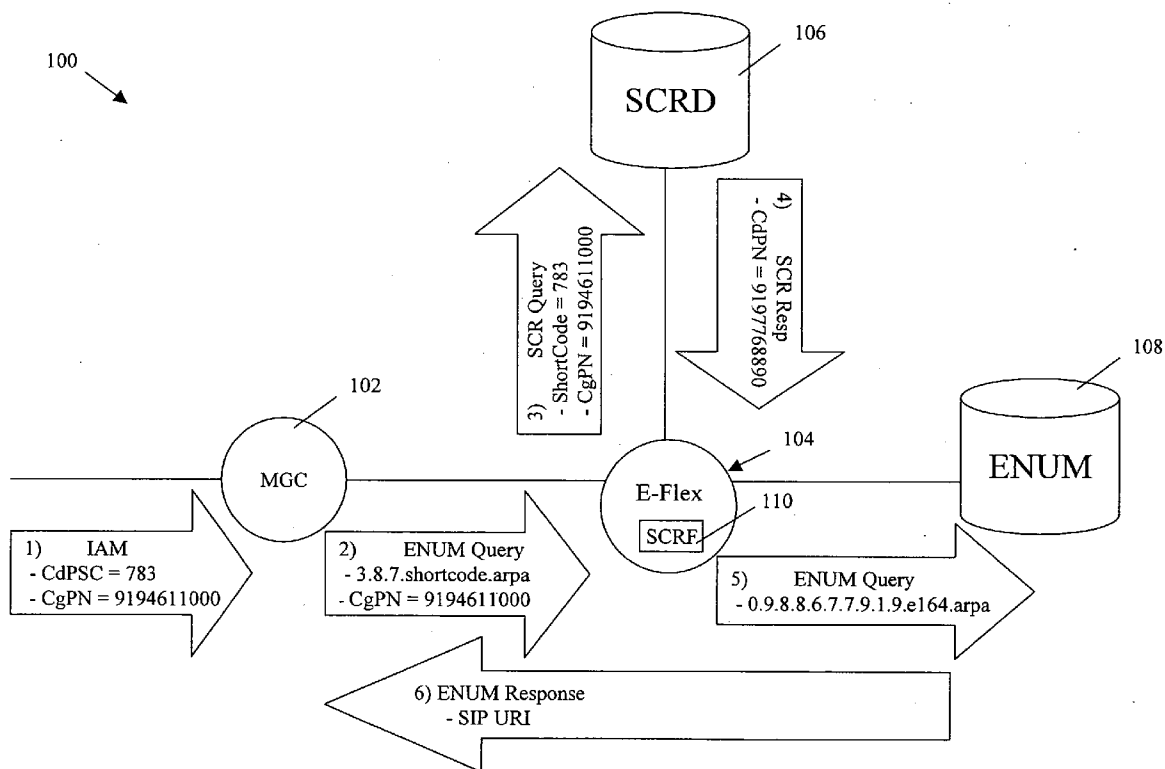 100
106
SCRD
3) SCR Query
- ShortCode = 783
- CgPN = 9194611000
4) SCR Resp
- CdPN = 9197768890
108
ENUM
102
MGC
104
E-Flex
110
SCRF
1) IAM
- CdPSC = 783
- CgPN = 9194611000
2) ENUM Query
- 3.8.7.shortcode.arpa
- CgPN = 9194611000
5) ENUM Query
- 0.9.8.8.6.7.7.9.1.9.e164.arpa
6) ENUM Response
- SIP URI